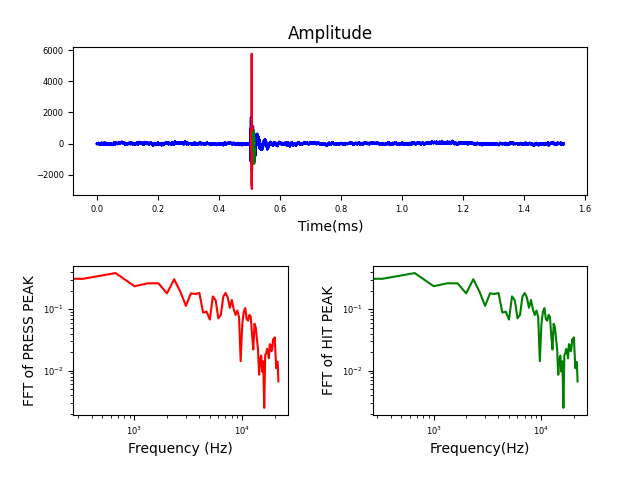 Amplitude
6000
4000
2000
0
−2000
0.0 0.2 0.4 0.6 0.8 1.0 1.2 1.4 1.6
Time(ms)
FFT of PRESS PEAK
10⁻¹
10⁻²
10³ 10⁴
Frequency (Hz)
FFT of HIT PEAK
10⁻¹
10⁻²
10³ 10⁴
Frequency(Hz)